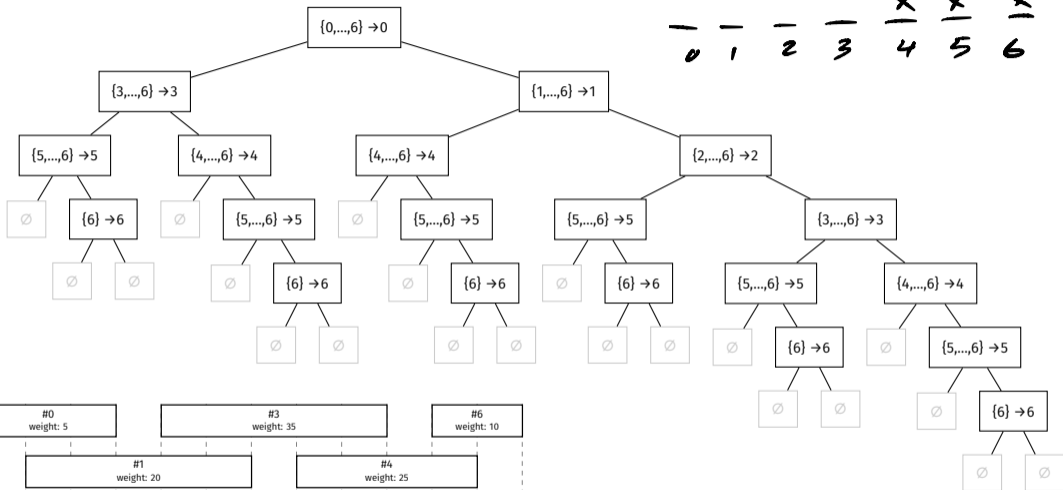 {0,...,6} →0
x x x
0 1 2 3 4 5 6
{3,...,6} →3 {1,...,6} →1
{5,...,6} →5 {4,...,6} →4 {4,...,6} →4 {2,...,6} →2
∅ {6} →6 ∅ {5,...,6} →5 ∅ {5,...,6} →5 {5,...,6} →5 {3,...,6} →3
∅ ∅ ∅ {6} →6 ∅ {6} →6 ∅ {6} →6 {5,...,6} →5 {4,...,6} →4
∅ ∅ ∅ ∅ ∅ ∅ ∅ {6} →6 ∅ {5,...,6} →5
∅ ∅ ∅ {6} →6
∅ ∅
#0
weight: 5
#3
weight: 35
#6
weight: 10
#1
weight: 20
#4
weight: 25